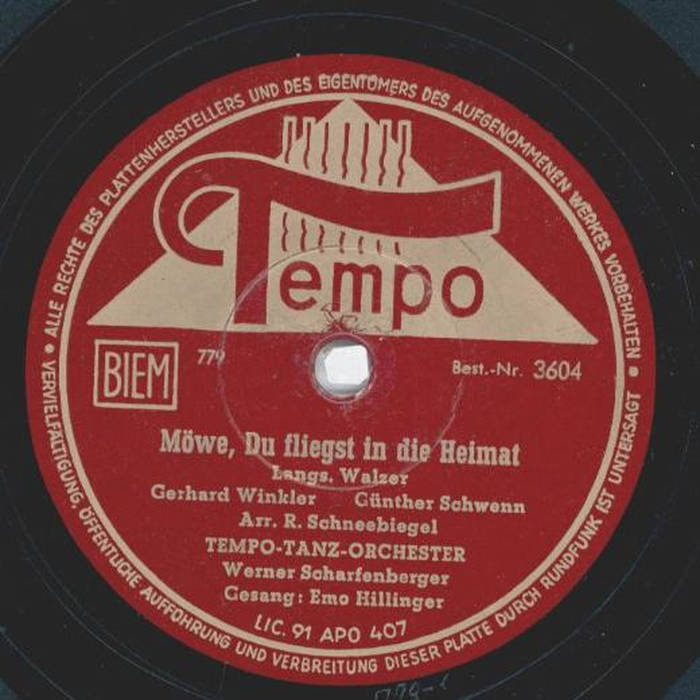 ALLE RECHTE DES PLATTENHERSTELLERS UND DES EIGENTÜMERS DES AUFGENOMMENEN WERKES VORBEHALTEN
Tempo
BIEM
779
Best.-Nr. 3604
Möwe, Du fliegst in die Heimat
Langs. Walzer
Gerhard Winkler Günther Schwenn
Arr. R. Schneebiegel
TEMPO-TANZ-ORCHESTER
Werner Scharfenberger
Gesang: Emo Hillinger
LIC. 91 APO 407
• VERVIELFÄLTIGUNG, ÖFFENTLICHE AUFFÜHRUNG UND VERBREITUNG DIESER PLATTE DURCH RUNDFUNK IST UNTERSAGT •